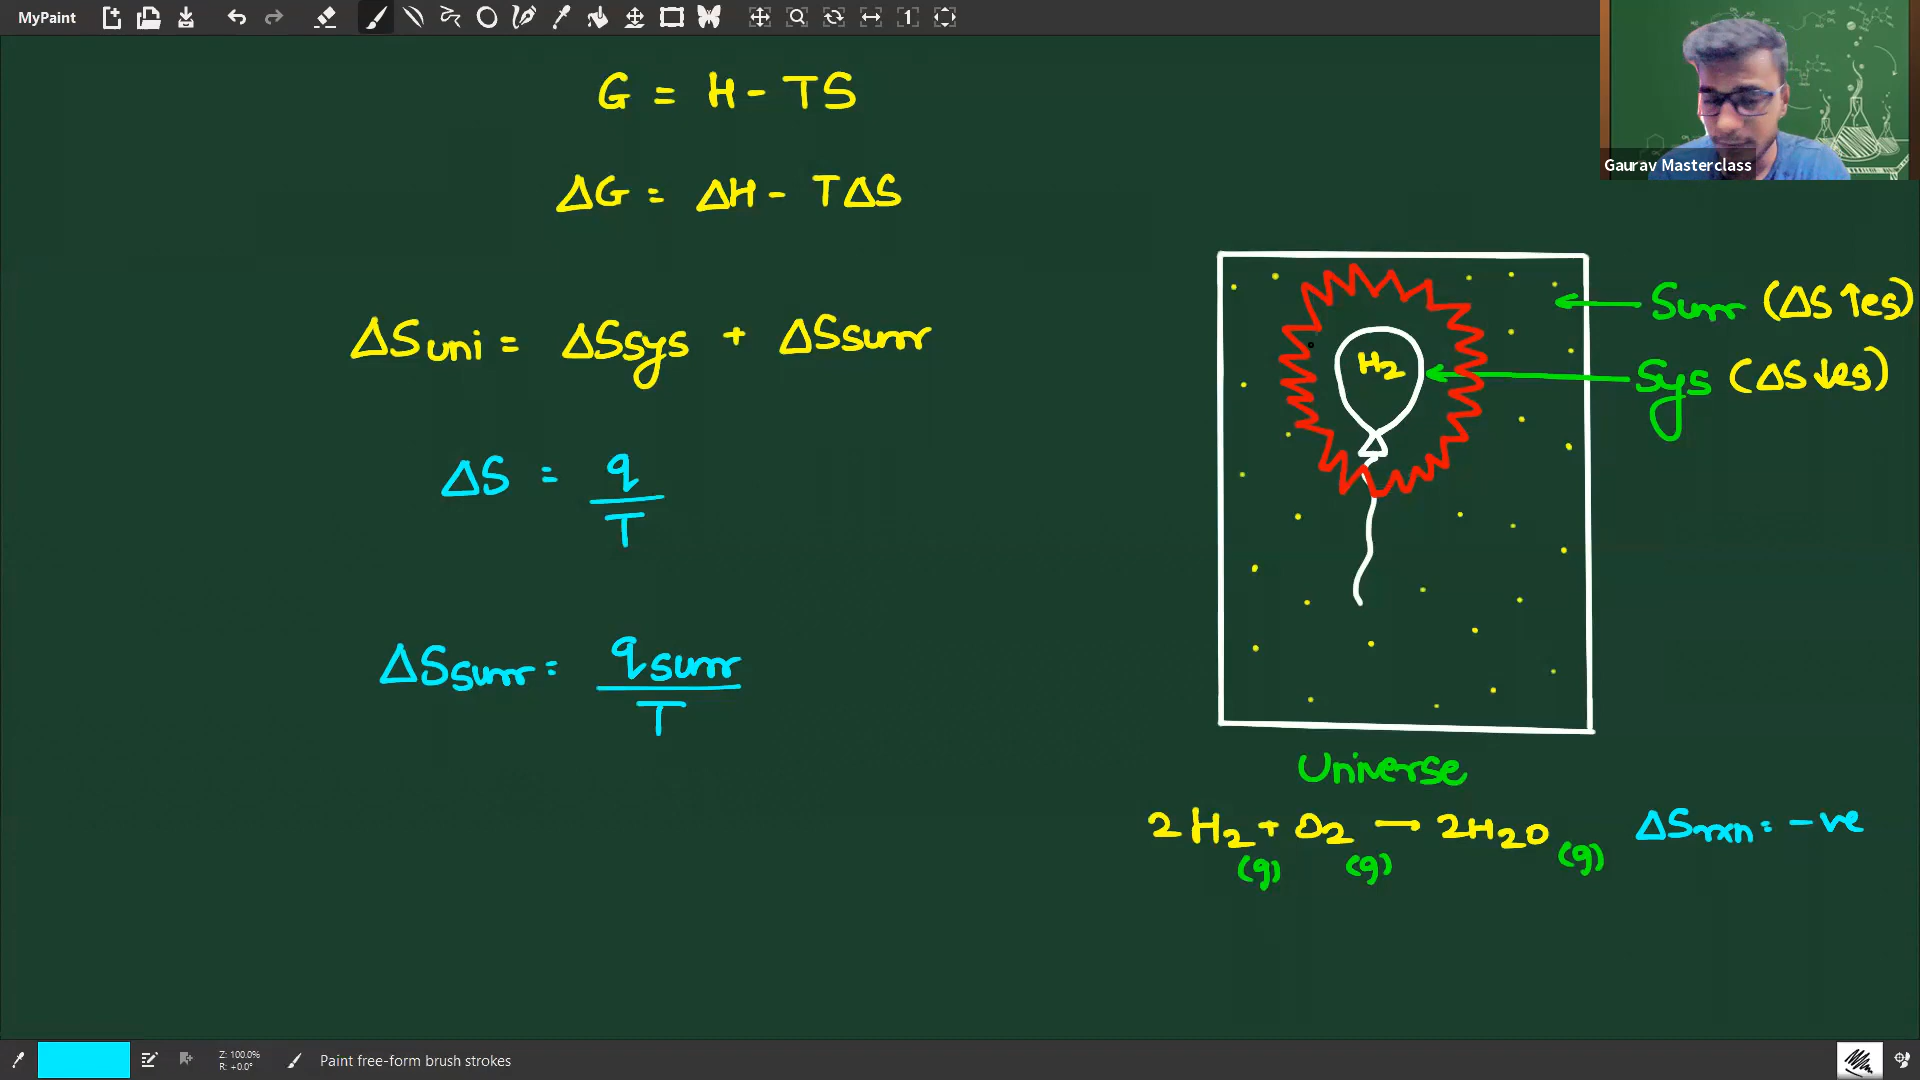 MyPaint
1
Gaurav Masterclass
G = H - TS
ΔG = ΔH - TΔS
ΔSuni = ΔSsys + ΔSsurr
ΔS = q
T
ΔSsurr = qsurr
T
H2
Surr (ΔS↑es)
Sys (ΔS↓es)
Universe
2H2 + O2 → 2H2O ΔSrxn = -ve
(g) (g) (g)
Z: 100.0%
R: +0.0°
Paint free-form brush strokes